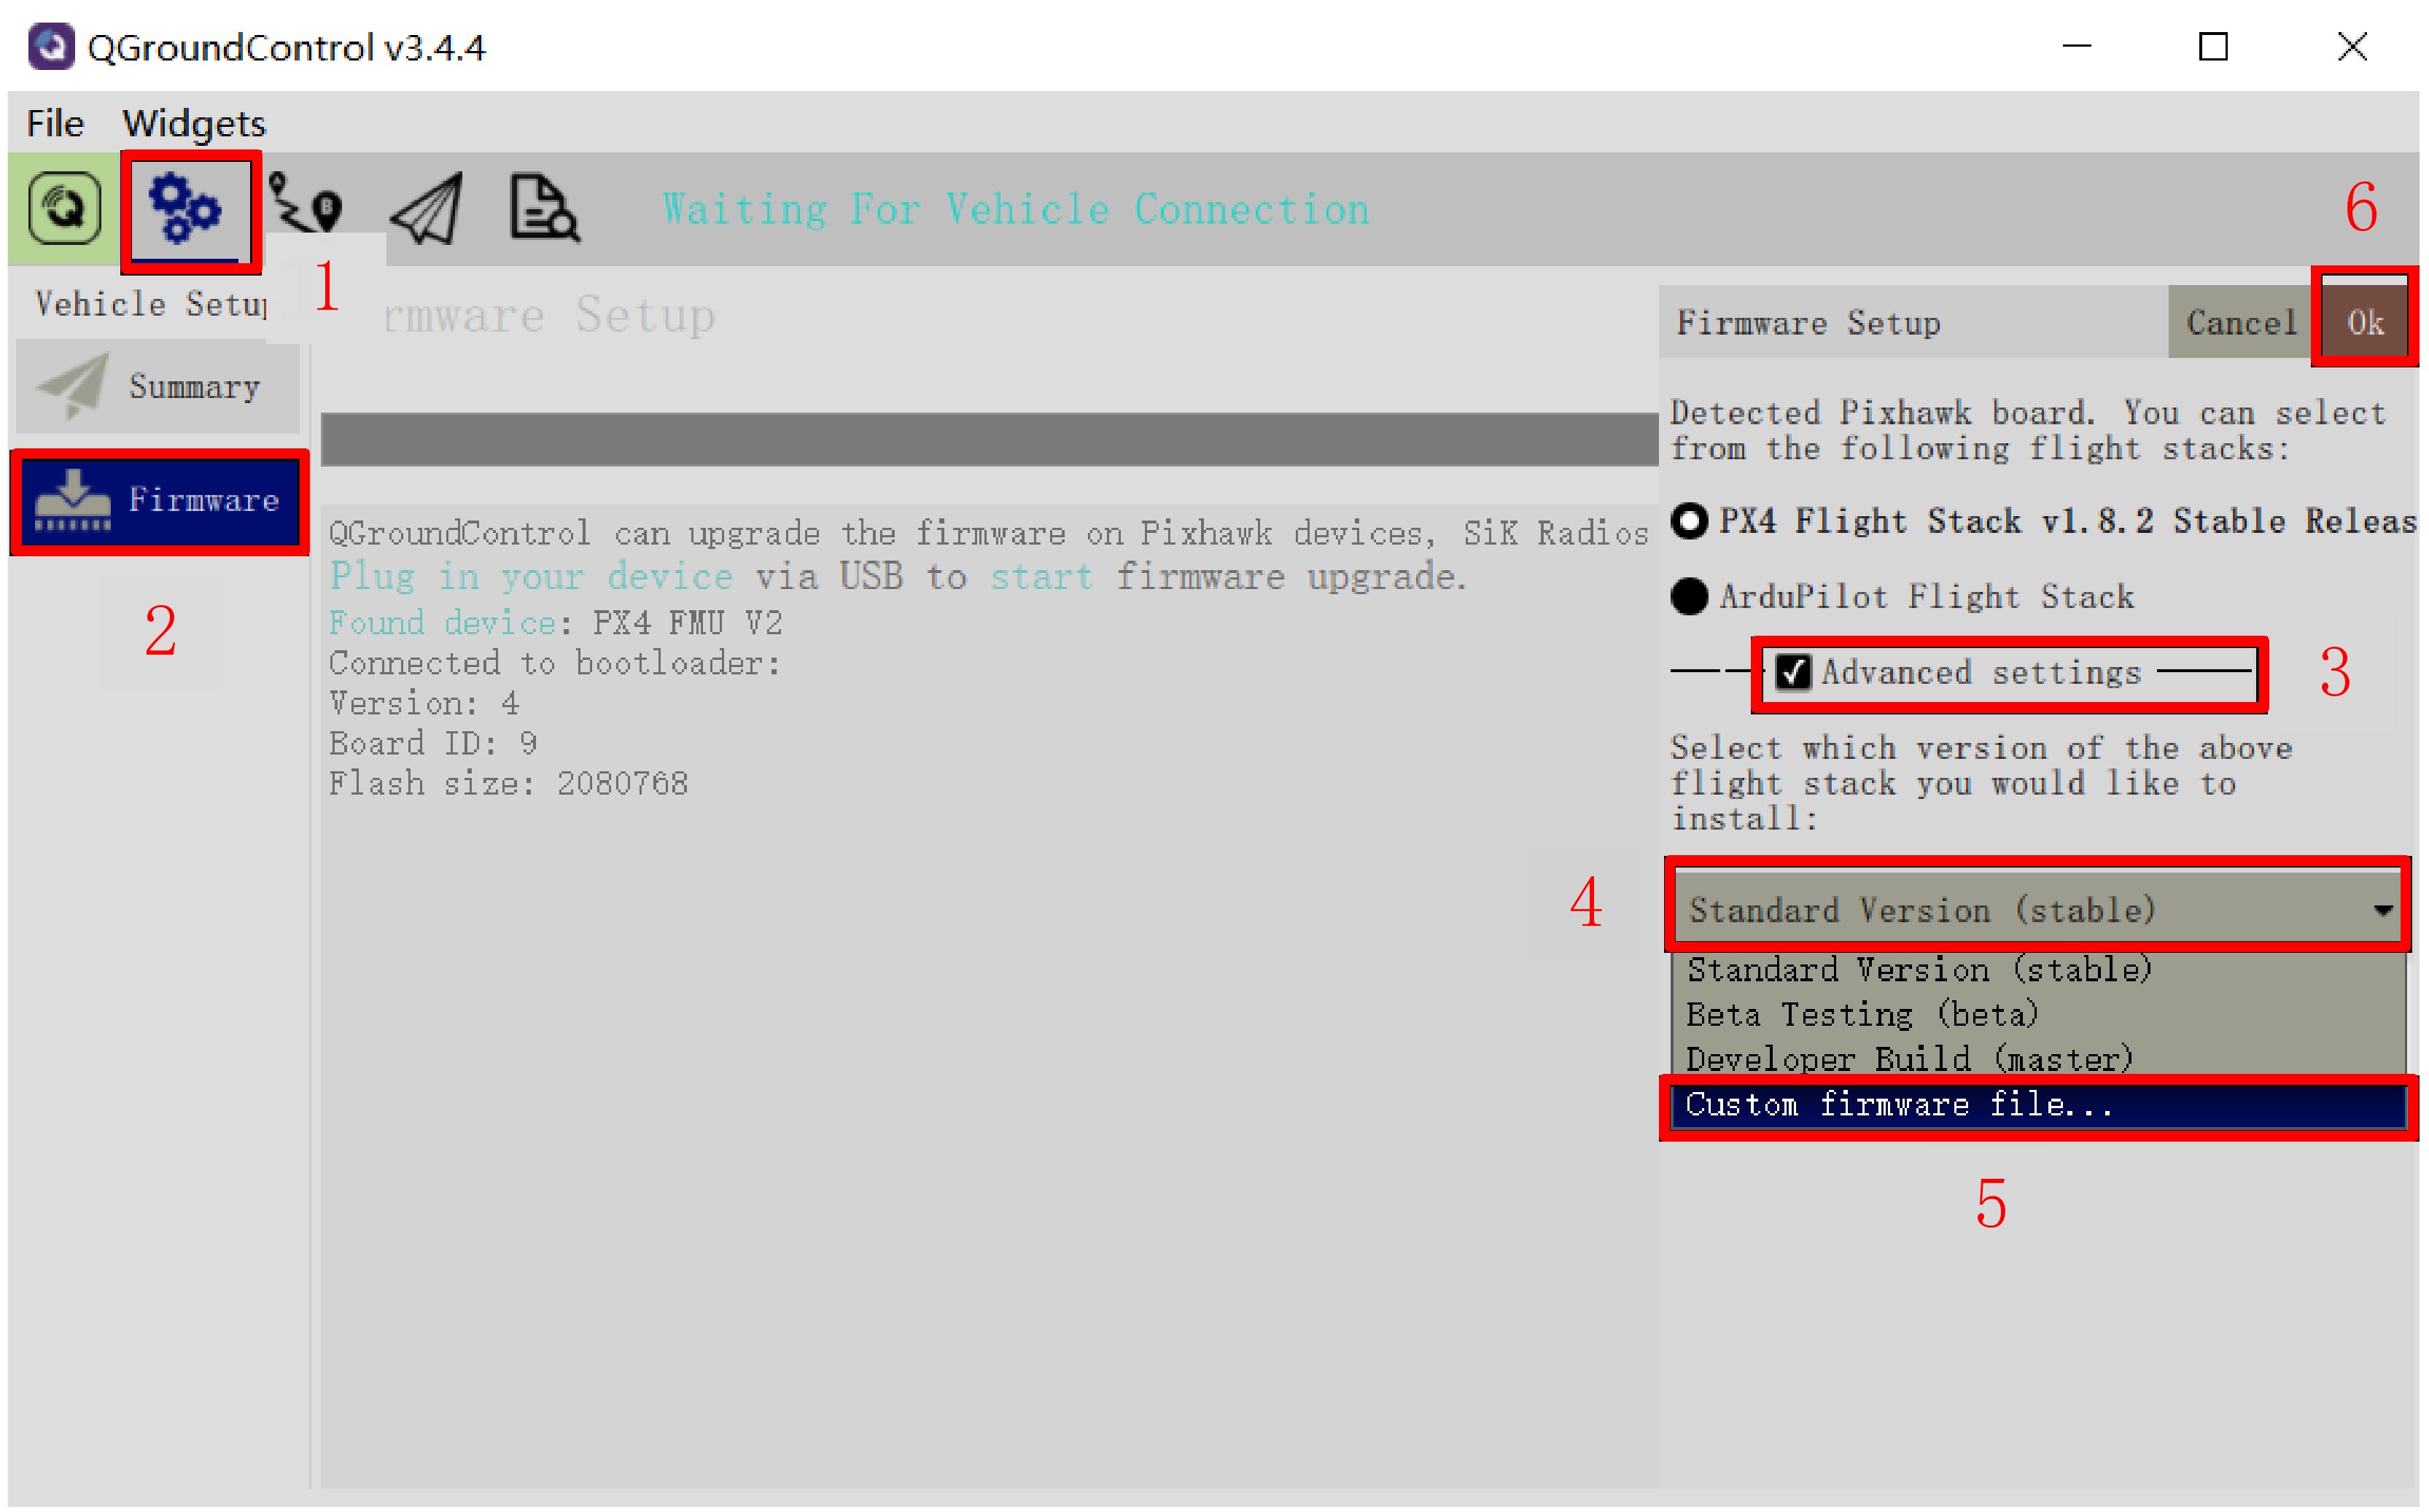 QGroundControl v3.4.4
File Widgets
Waiting For Vehicle Connection
6
1
Vehicle Setup
rmware Setup
Summary
Firmware
2
QGroundControl can upgrade the firmware on Pixhawk devices, SiK Radios
Plug in your device via USB to start firmware upgrade.
Found device: PX4 FMU V2
Connected to bootloader:
Version: 4
Board ID: 9
Flash size: 2080768
Firmware Setup
Cancel
Ok
Detected Pixhawk board. You can select
from the following flight stacks:
PX4 Flight Stack v1.8.2 Stable Releas
ArduPilot Flight Stack
Advanced settings
3
Select which version of the above
flight stack you would like to
install:
4
Standard Version (stable)
Standard Version (stable)
Beta Testing (beta)
Developer Build (master)
Custom firmware file...
5